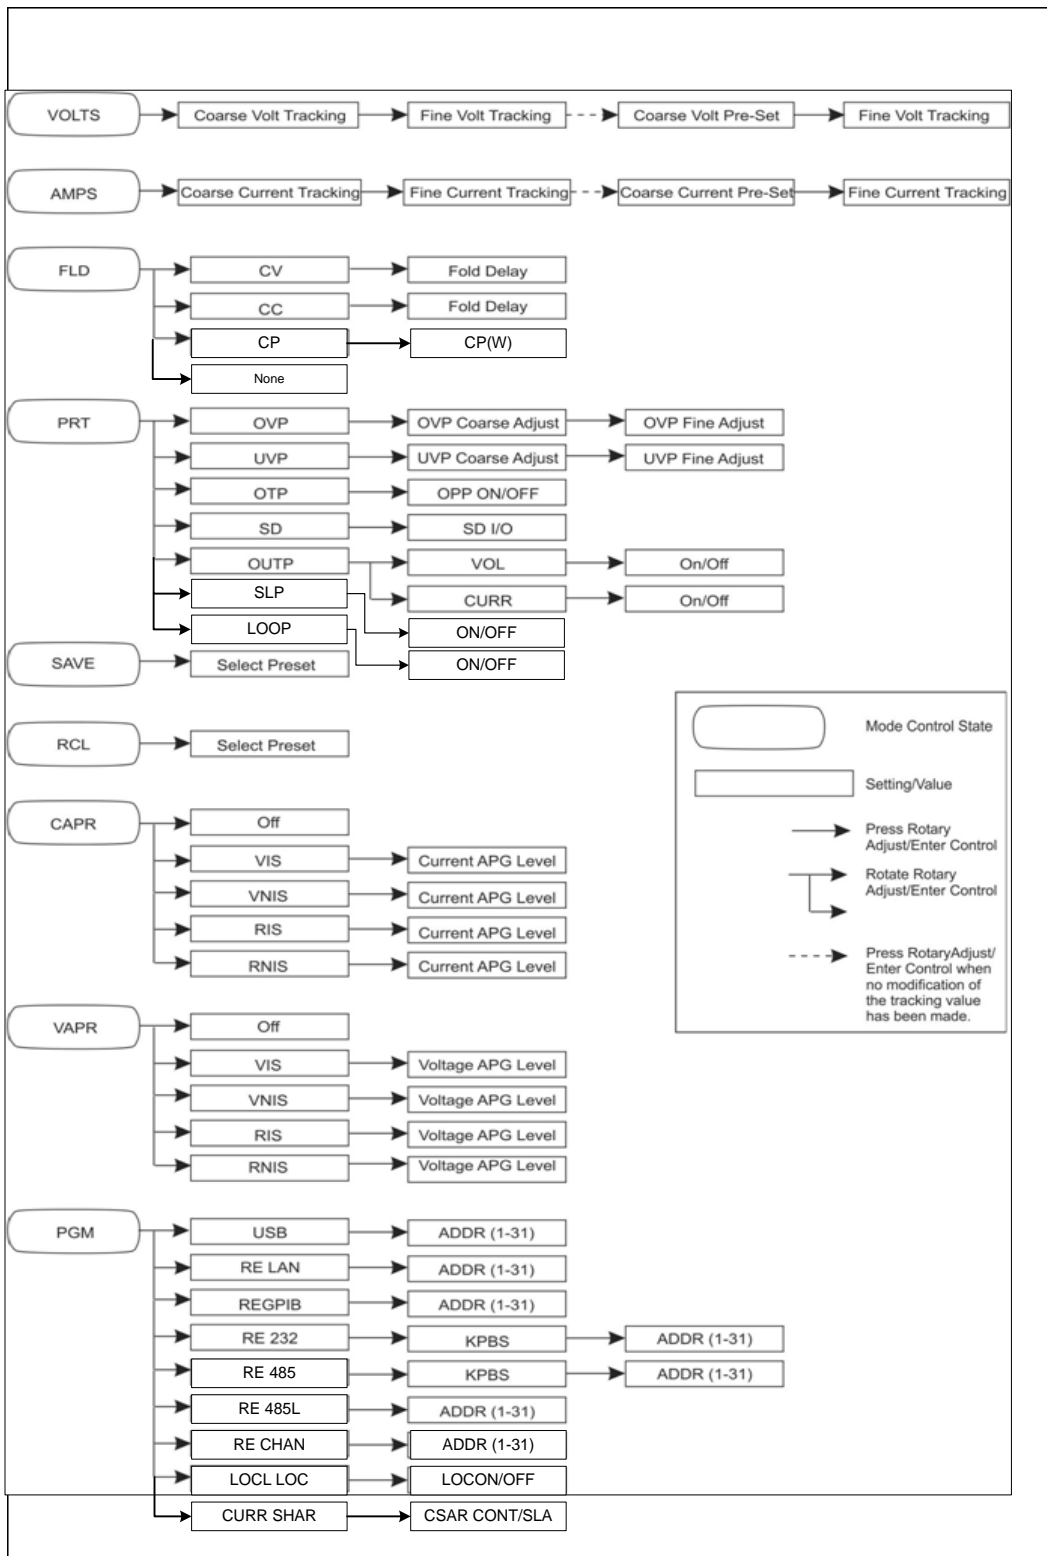 VOLTS Coarse Volt Tracking Fine Volt Tracking Coarse Volt Pre-Set Fine Volt Tracking
AMPS Coarse Current Tracking Fine Current Tracking Coarse Current Pre-Set Fine Current Tracking
FLD CV Fold Delay
CC Fold Delay
CP CP(W)
None
PRT OVP OVP Coarse Adjust OVP Fine Adjust
UVP UVP Coarse Adjust UVP Fine Adjust
OTP OPP ON/OFF
SD SD I/O
OUTP VOL On/Off
SLP CURR On/Off
LOOP ON/OFF
SAVE Select Preset ON/OFF
RCL Select Preset
Mode Control State
Setting/Value
Press Rotary
Adjust/Enter Control
Rotate Rotary
Adjust/Enter Control
Press RotaryAdjust/
Enter Control when
no modification of
the tracking value
has been made.
CAPR Off
VIS Current APG Level
VNIS Current APG Level
RIS Current APG Level
RNIS Current APG Level
VAPR Off
VIS Voltage APG Level
VNIS Voltage APG Level
RIS Voltage APG Level
RNIS Voltage APG Level
PGM USB ADDR (1-31)
RE LAN ADDR (1-31)
REGPIB ADDR (1-31)
RE 232 KPBS ADDR (1-31)
RE 485 KPBS ADDR (1-31)
RE 485L ADDR (1-31)
RE CHAN ADDR (1-31)
LOCL LOC LOCON/OFF
CURR SHAR CSAR CONT/SLA